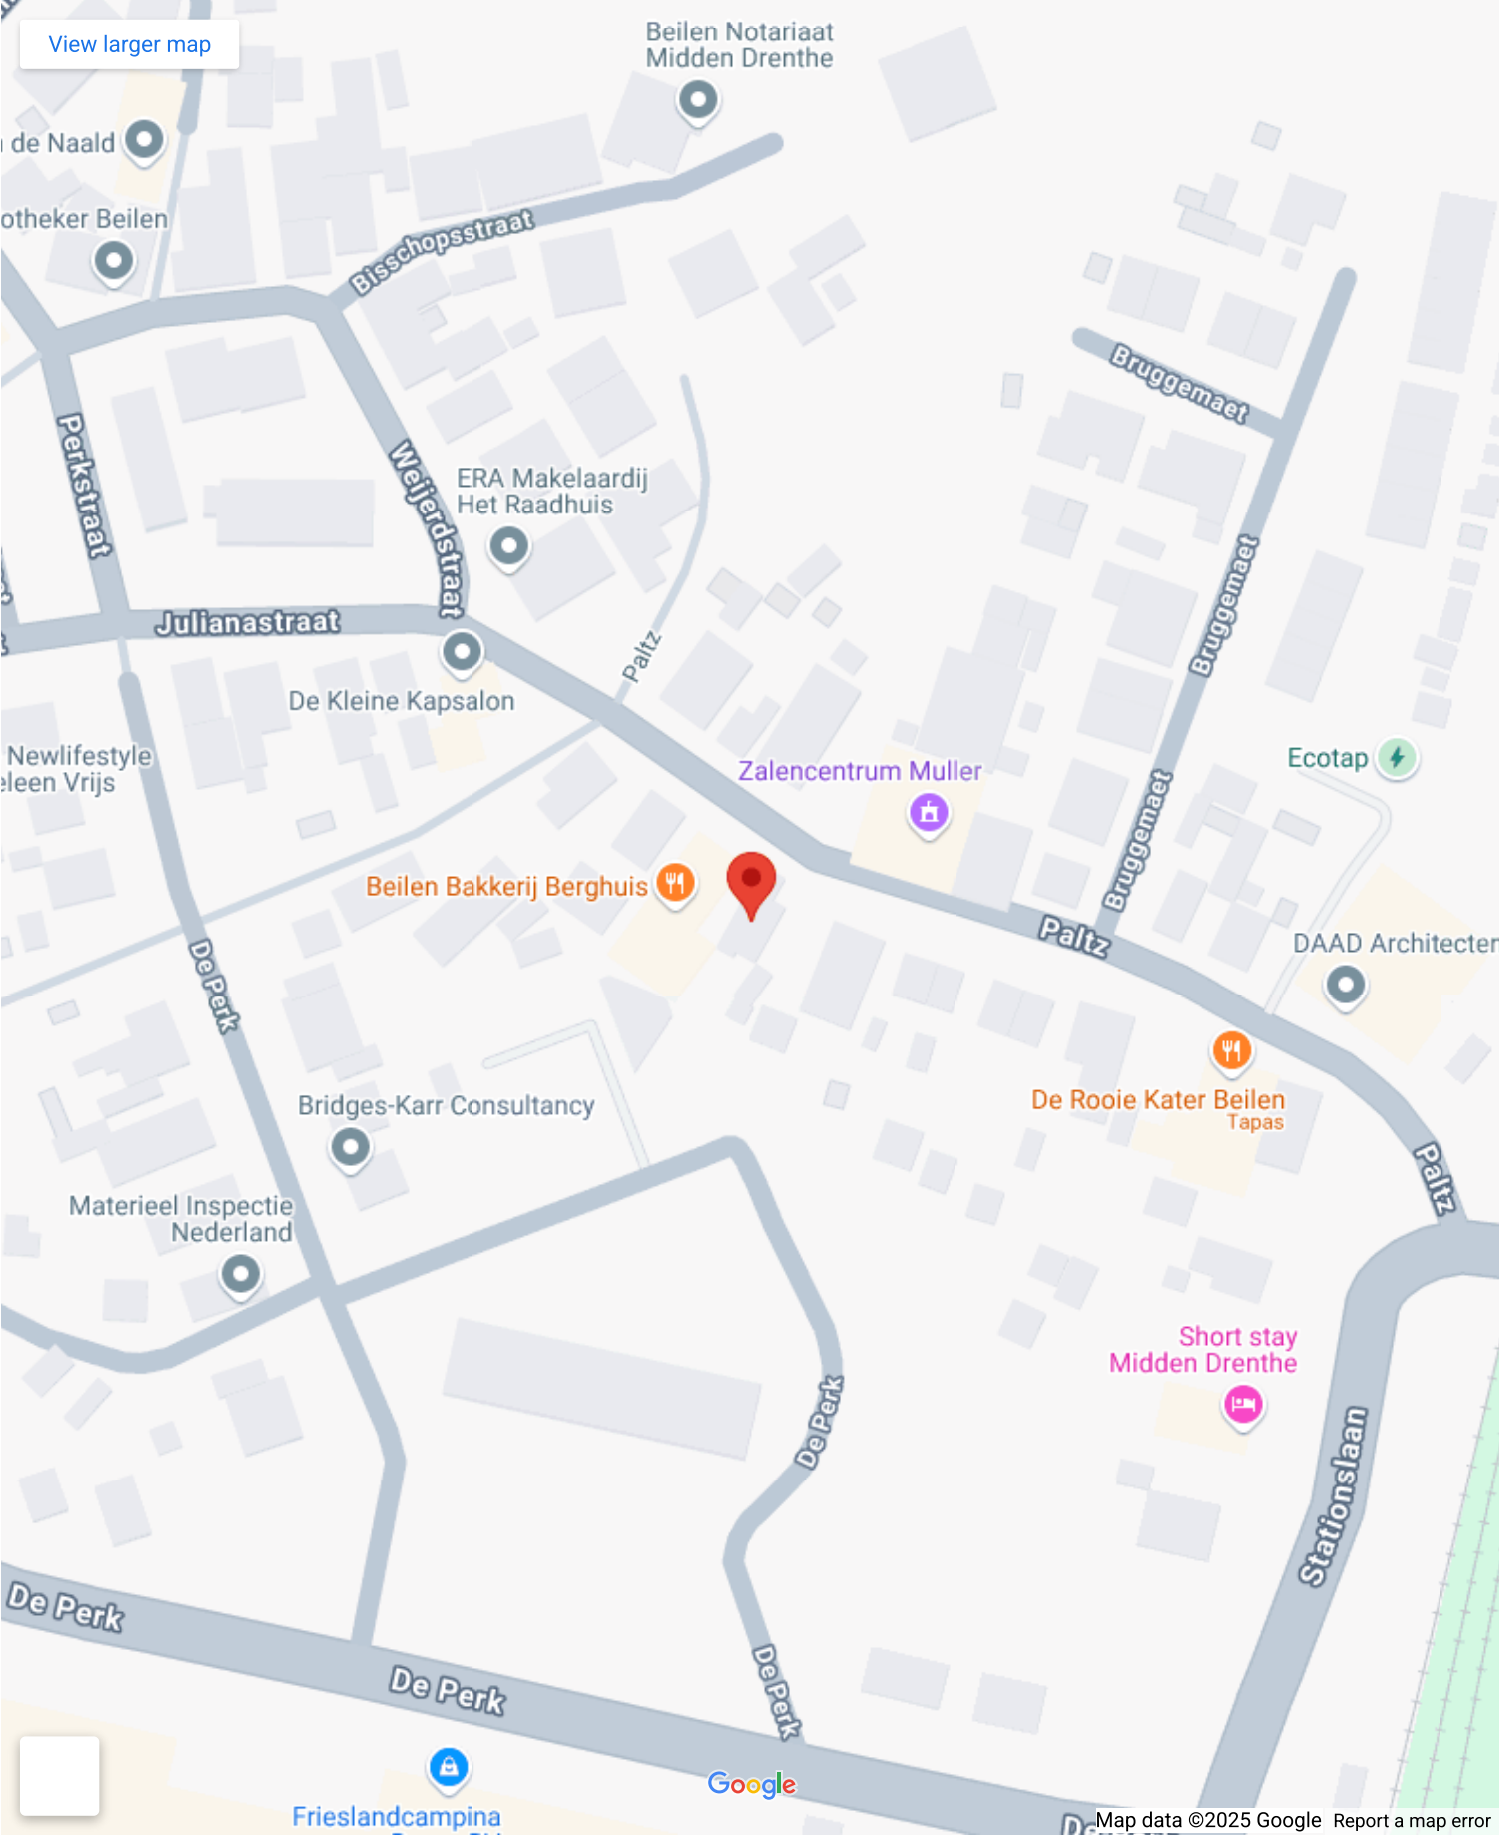 View larger map
Beilen Notariaat
Midden Drenthe
de Naald
otheker Beilen
Bisschopsstraat
Bruggemaet
Perkstraat
Weijerdstraat
ERA Makelaardij
Het Raadhuis
Bruggemaet
Julianastraat
Paltz
De Kleine Kapsalon
Newlifestyle
eleen Vrijs
Ecotap
Zalencentrum Muller
Bruggemaet
Beilen Bakkerij Berghuis
Paltz
DAAD Architecten
De Perk
De Rooie Kater Beilen
Tapas
Bridges-Karr Consultancy
Paltz
Materieel Inspectie
Nederland
Short stay
Midden Drenthe
De Perk
Stationslaan
De Perk
De Perk
De Perk
Google
Frieslandcampina
Map data ©2025 Google
Report a map error